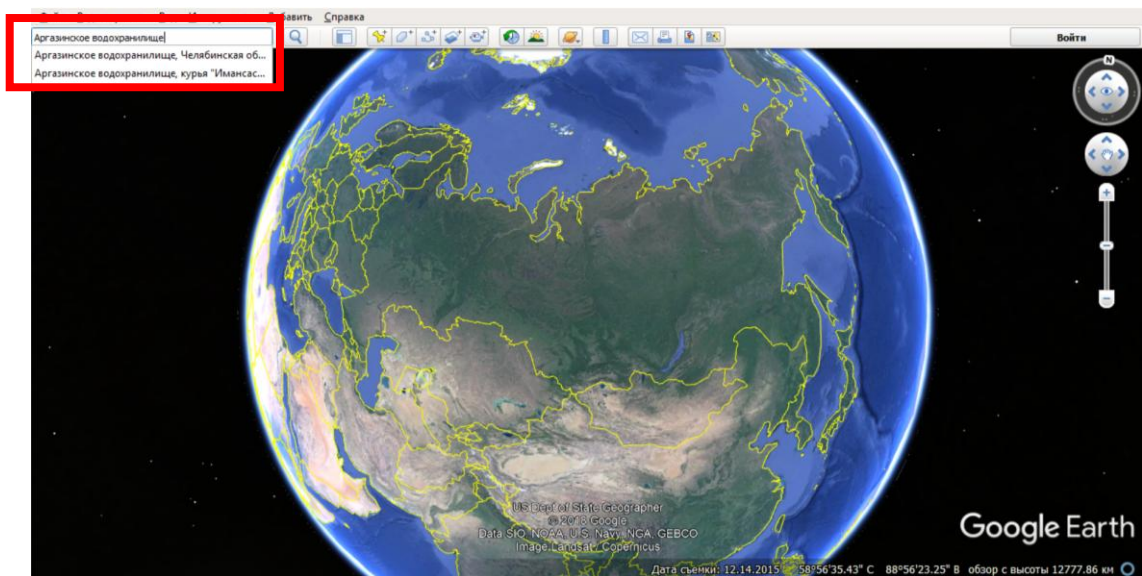 Добавить Справка
Аргазинское водохранилище
Аргазинское водохранилище, Челябинская об...
Аргазинское водохранилище, курья "Имансас...
Войти
N
US Dept of State Geographer
© 2018 Google
Data SIO, NOAA, U.S. Navy, NGA, GEBCO
Image Landsat / Copernicus
Google Earth
Дата съемки: 12.14.2015 58°56'35.43" С 88°56'23.25" В обзор с высоты 12777.86 км